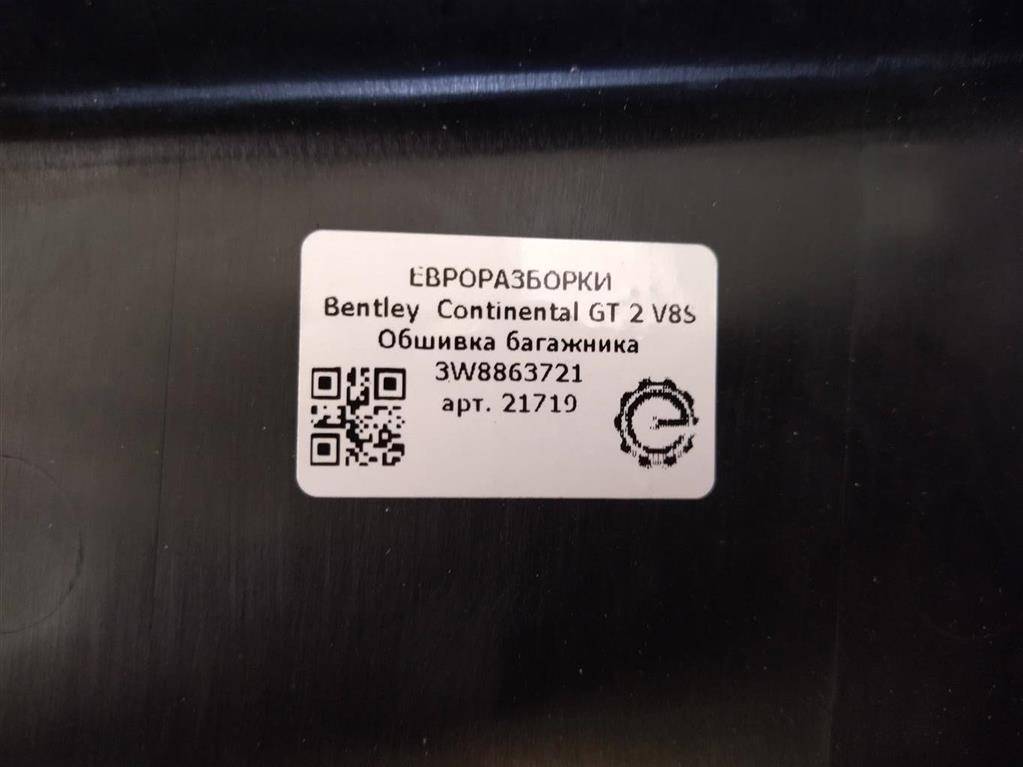 ЕВРОРАЗБОРКИ
Bentley Continental GT 2 V8S
Обшивка багажника
3W8863721
арт. 21719